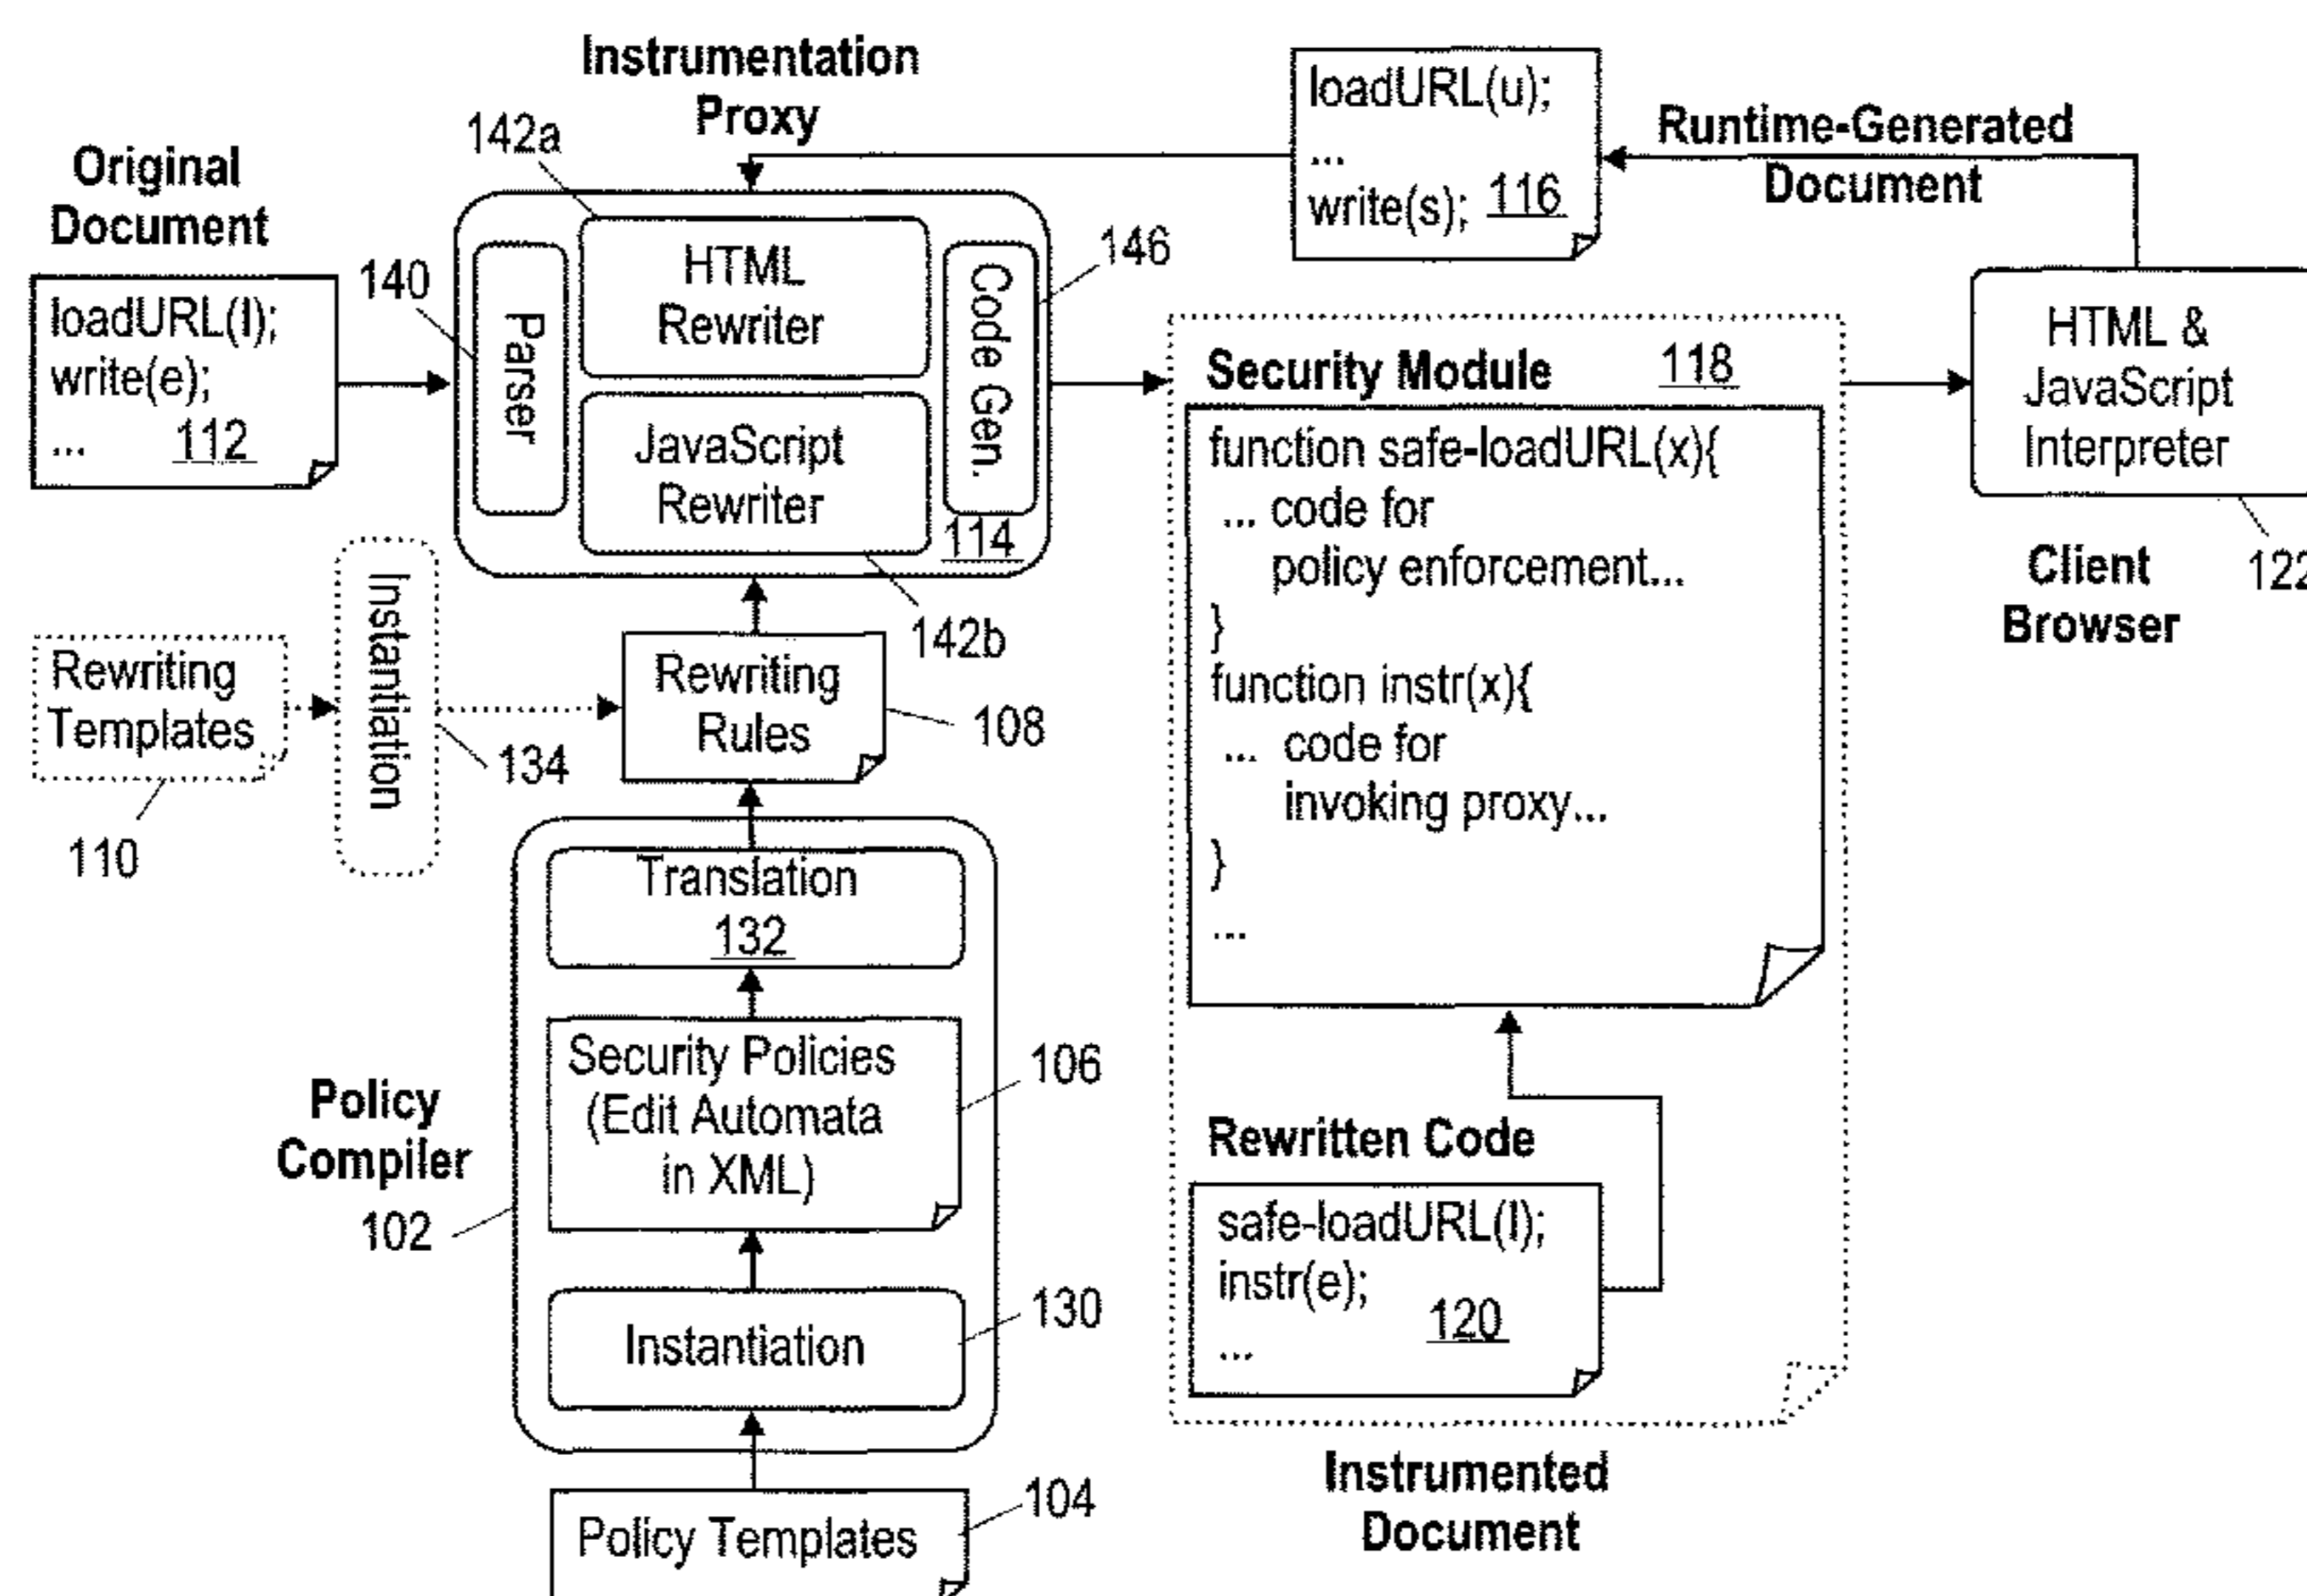 Instrumentation
Proxy
142a
Original
Document
loadURL(l);
write(e);
... 112
140
Parser
HTML
Rewriter
JavaScript
Rewriter
Code Gen.
114
146
142b
loadURL(u);
...
write(s); 116
Runtime-Generated
Document
HTML &
JavaScript
Interpreter
Client
Browser
Security Module 118
function safe-loadURL(x){
... code for
policy enforcement...
}
function instr(x){
... code for
invoking proxy...
}
...
Rewriting
Templates
110
Instantiation
134
Rewriting
Rules
108
Translation
132
Security Policies
(Edit Automata
in XML)
106
Policy
Compiler
102
Instantiation
130
Policy Templates
104
Rewritten Code
safe-loadURL(l);
instr(e);
120
...
Instrumented
Document